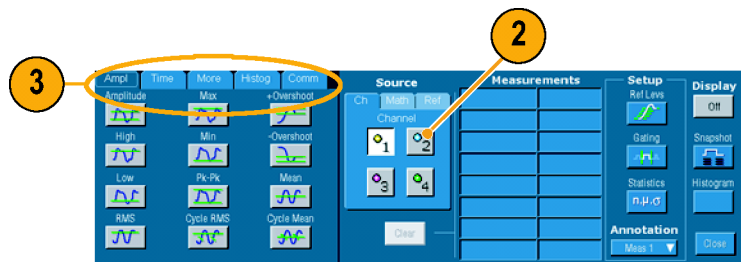 2
3
Ampl Time More Histog Comm
Amplitude Max +Overshoot
High Min -Overshoot
Low Pk-Pk Mean
RMS Cycle RMS Cycle Mean
Source
Ch Math Ref
Channel
1 2
3 4
Clear
Measurements
Setup
Ref Levs
Gating
Statistics
n,μ,σ
Annotation
Meas 1
Display
Off
Snapshot
Histogram
Close